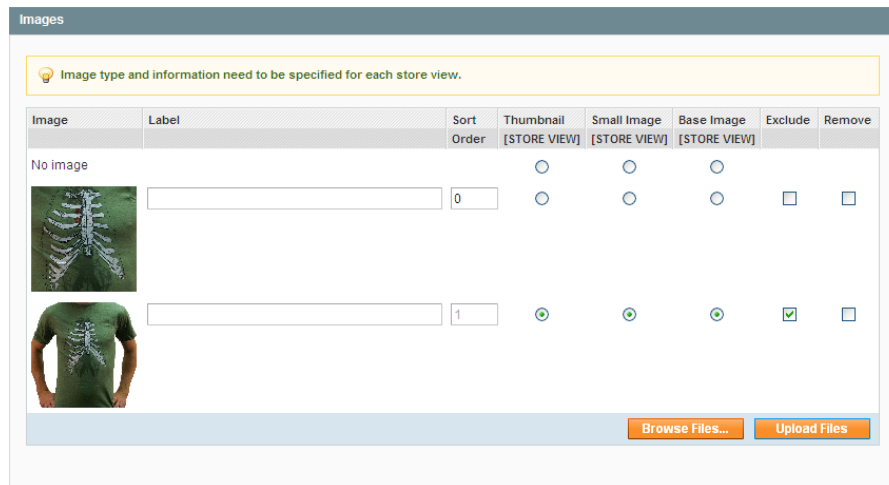 Images
Image type and information need to be specified for each store view.
Image Label Sort Order Thumbnail Small Image Base Image Exclude Remove
[STORE VIEW] [STORE VIEW] [STORE VIEW]
No image
0
1
Browse Files... Upload Files